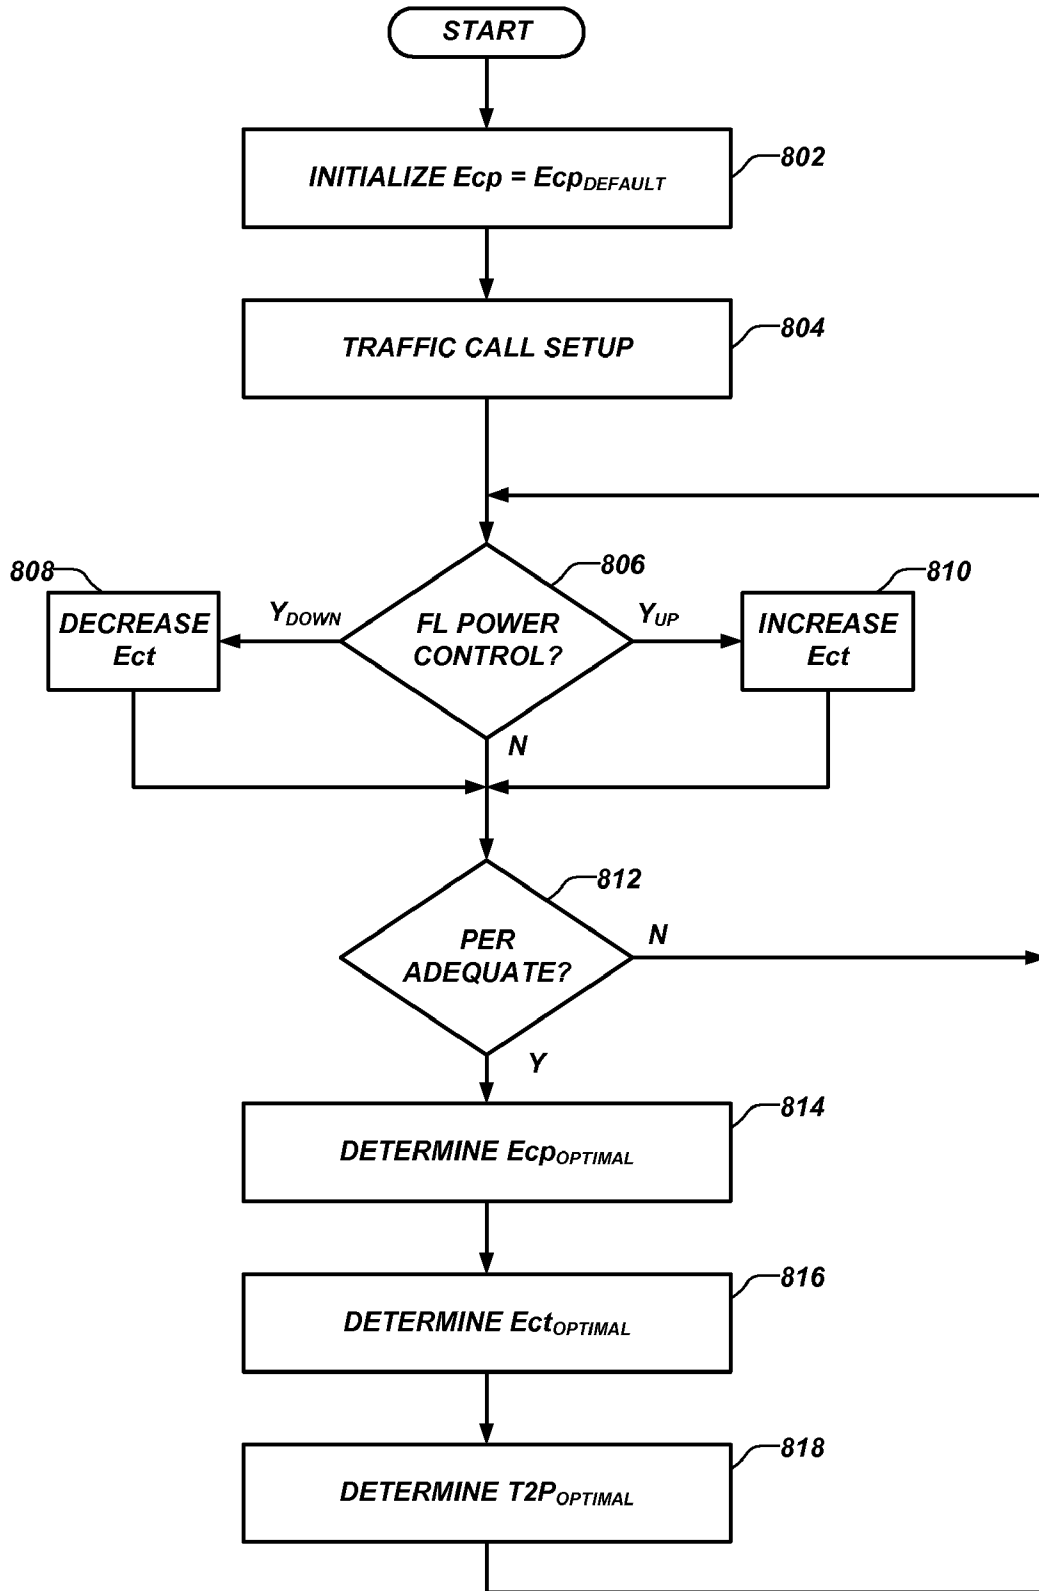 START
INITIALIZE Ecp = EcpDEFAULT
802
TRAFFIC CALL SETUP
804
808
806
810
DECREASE
Ect
YDOWN
FL POWER
CONTROL?
YUP
INCREASE
Ect
N
812
PER
ADEQUATE?
N
Y
814
DETERMINE EcpOPTIMAL
816
DETERMINE EctOPTIMAL
818
DETERMINE T2POPTIMAL